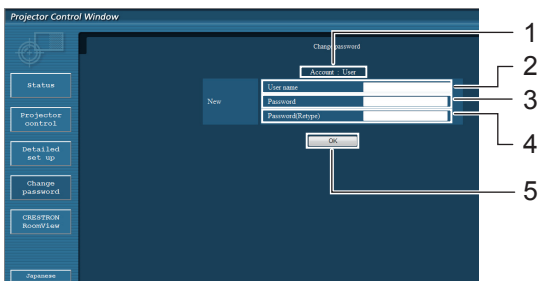 Projector Control Window
Change password
Account : User
New
User name
Password
Password(Retype)
OK
Status
Projector
control
Detailed
set up
Change
password
CRESTRON
RoomView
Japanese
1
2
3
4
5